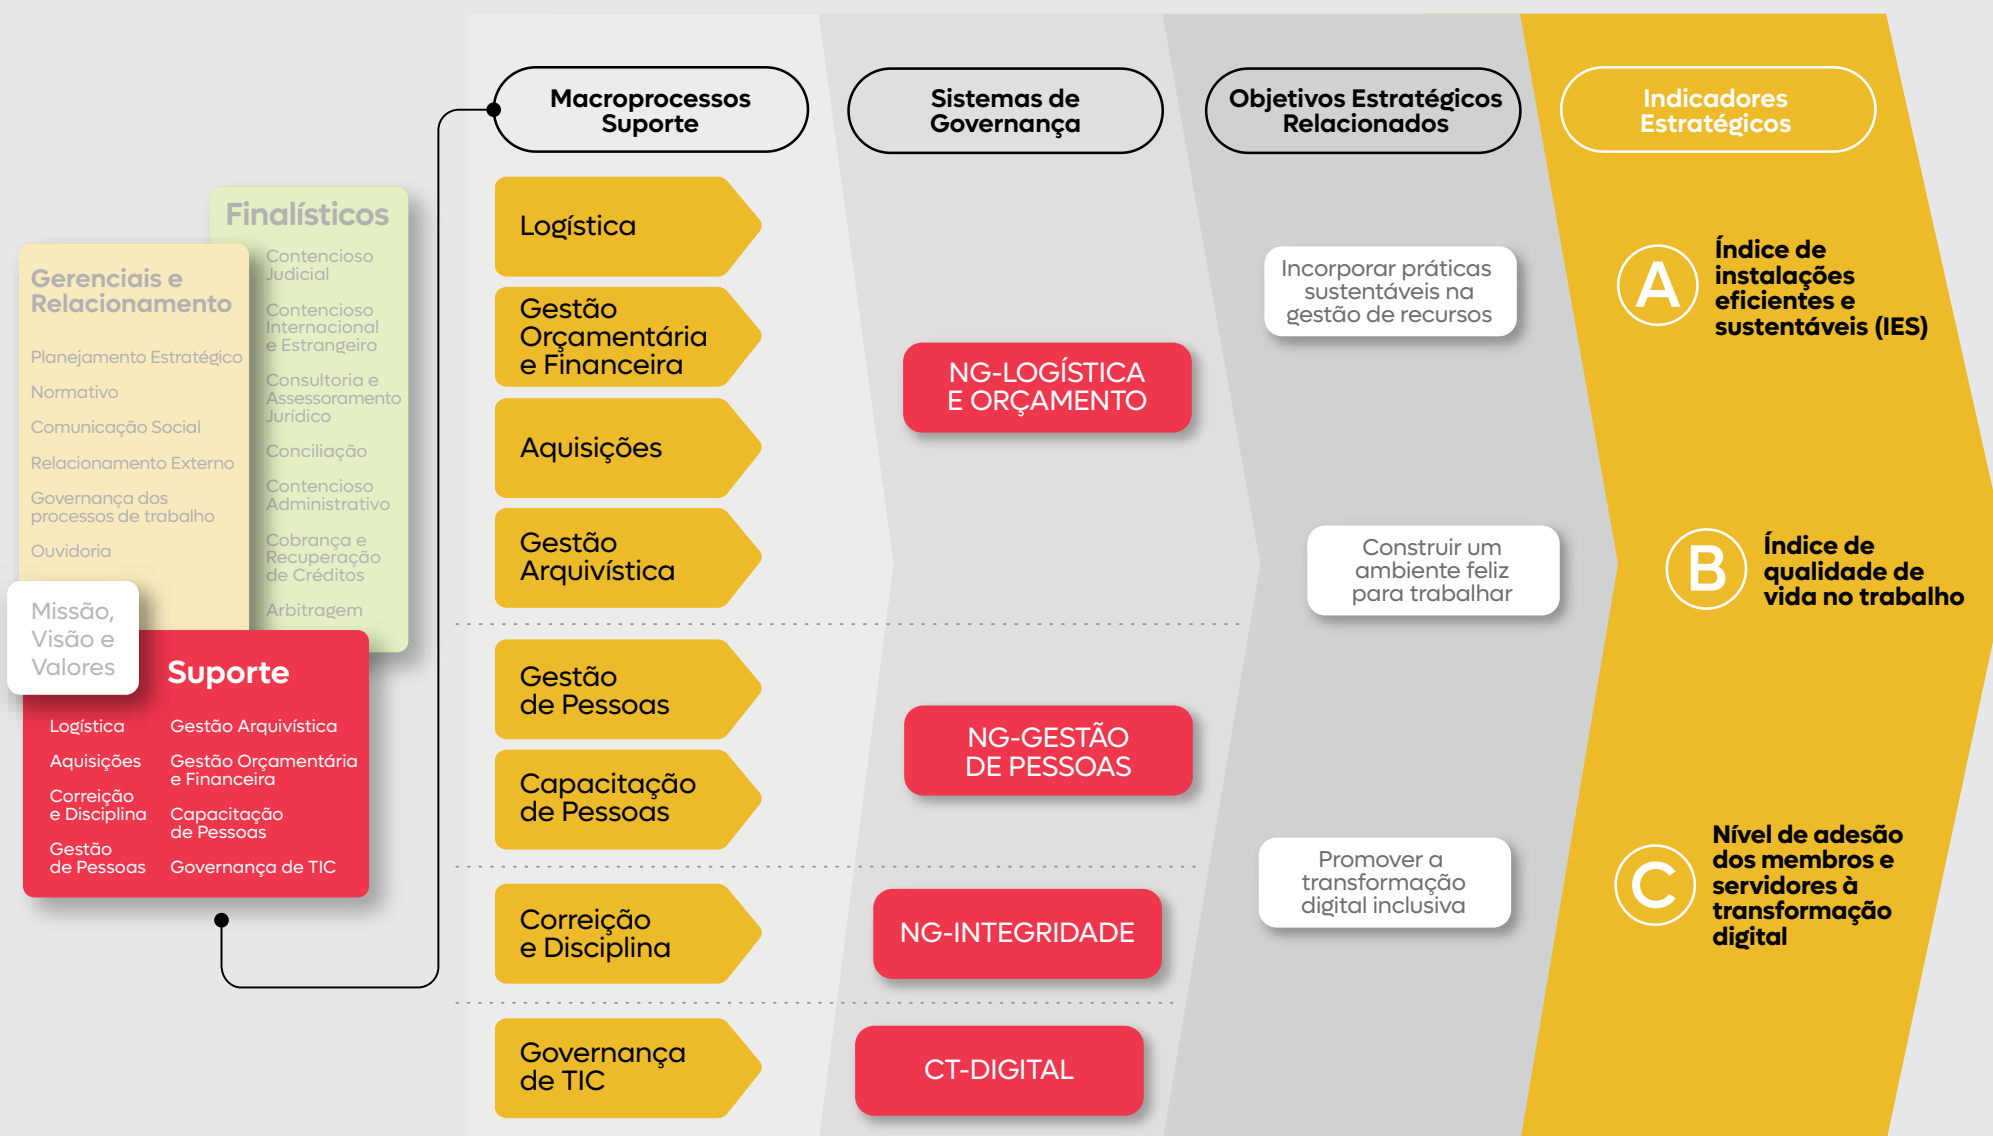 Finalísticos
Contencioso
Judicial
Contencioso
Internacional
e Estrangeiro
Consultoria e
Assessoramento
Jurídico
Conciliação
Contencioso
Administrativo
Cobrança e
Recuperação
de Créditos
Arbitragem
Gerenciais e
Relacionamento
Planejamento Estratégico
Normativo
Comunicação Social
Relacionamento Externo
Governança dos
processos de trabalho
Ouvidoria
Missão,
Visão e
Valores
Suporte
Logística
Aquisições
Correição
e Disciplina
Gestão
de Pessoas
Gestão Arquivística
Gestão Orçamentária
e Financeira
Capacitação
de Pessoas
Governança de TIC
Macroprocessos
Suporte
Logística
Gestão
Orçamentária
e Financeira
Aquisições
Gestão
Arquivística
Gestão
de Pessoas
Capacitação
de Pessoas
Correição
e Disciplina
Governança
de TIC
Sistemas de
Governança
NG-LOGÍSTICA
E ORÇAMENTO
NG-GESTÃO
DE PESSOAS
NG-INTEGRIDADE
CT-DIGITAL
Objetivos Estratégicos
Relacionados
Incorporar práticas
sustentáveis na
gestão de recursos
Construir um
ambiente feliz
para trabalhar
Promover a
transformação
digital inclusiva
Indicadores
Estratégicos
A
Índice de
instalações
eficientes e
sustentáveis (IES)
B
Índice de
qualidade de
vida no trabalho
C
Nível de adesão
dos membros e
servidores à
transformação
digital